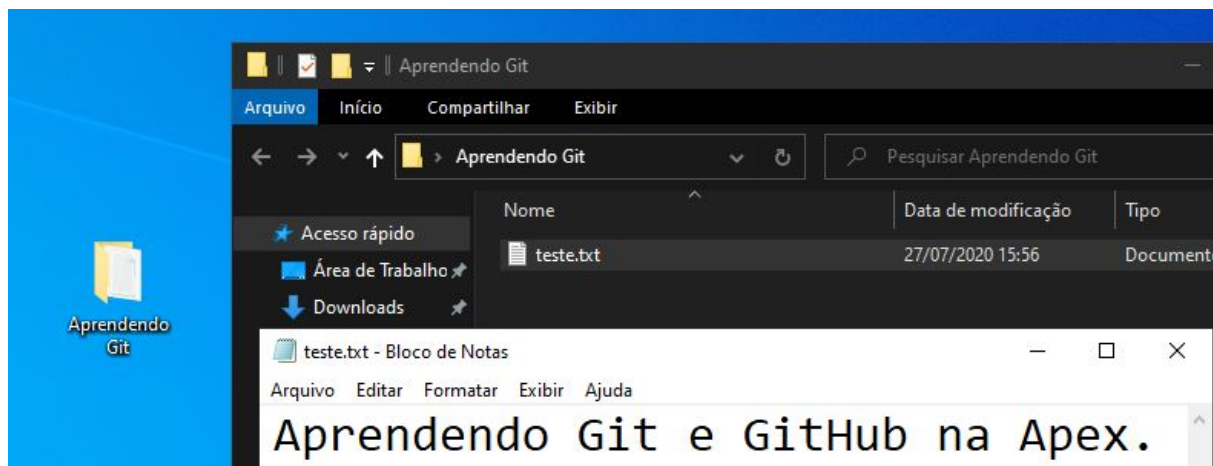 Aprendendo Git
Arquivo Início Compartilhar Exibir
Aprendendo Git
Pesquisar Aprendendo Git
Nome
Data de modificação
Tipo
Acesso rápido
teste.txt
27/07/2020 15:56
Document
Área de Trabalho
Downloads
Aprendendo
Git
teste.txt - Bloco de Notas
Arquivo Editar Formatar Exibir Ajuda
Aprendendo Git e GitHub na Apex.